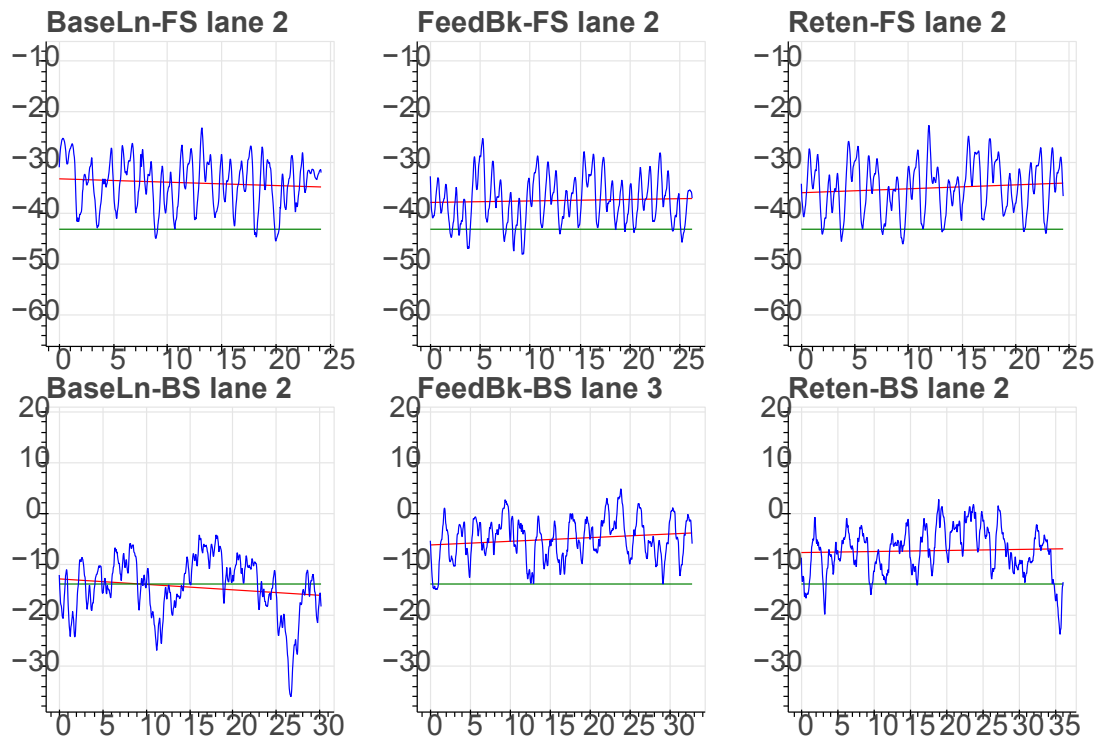 BaseLn-FS lane 2
FeedBk-FS lane 2
Reten-FS lane 2
−10 −10 −10
−20 −20 −20
−30 −30 −30
−40 −40 −40
−50 −50 −50
−60 −60 −60
0 5 10 15 20 25 0 5 10 15 20 25 0 5 10 15 20 25
BaseLn-BS lane 2
FeedBk-BS lane 3
Reten-BS lane 2
20 20 20
10 10 10
0 0 0
−10 −10 −10
−20 −20 −20
−30 −30 −30
0 5 10 15 20 25 30 0 5 10 15 20 25 30 0 5 10 15 20 25 30 35